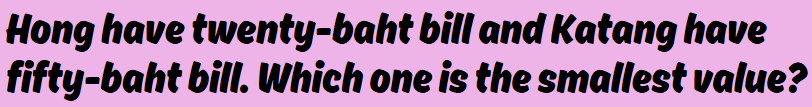 Hong have twenty-baht bill and Katang have
fifty-baht bill. Which one is the smallest value?